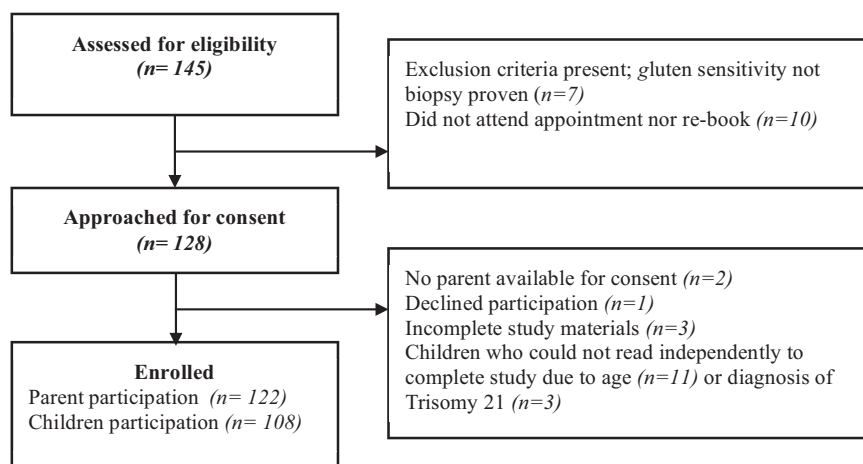 Assessed for eligibility
(n= 145)
Exclusion criteria present; gluten sensitivity not
biopsy proven (n=7)
Did not attend appointment nor re-book (n=10)
Approached for consent
(n= 128)
No parent available for consent (n=2)
Declined participation (n=1)
Incomplete study materials (n=3)
Children who could not read independently to
complete study due to age (n=11) or diagnosis of
Trisomy 21 (n=3)
Enrolled
Parent participation (n= 122)
Children participation (n= 108)